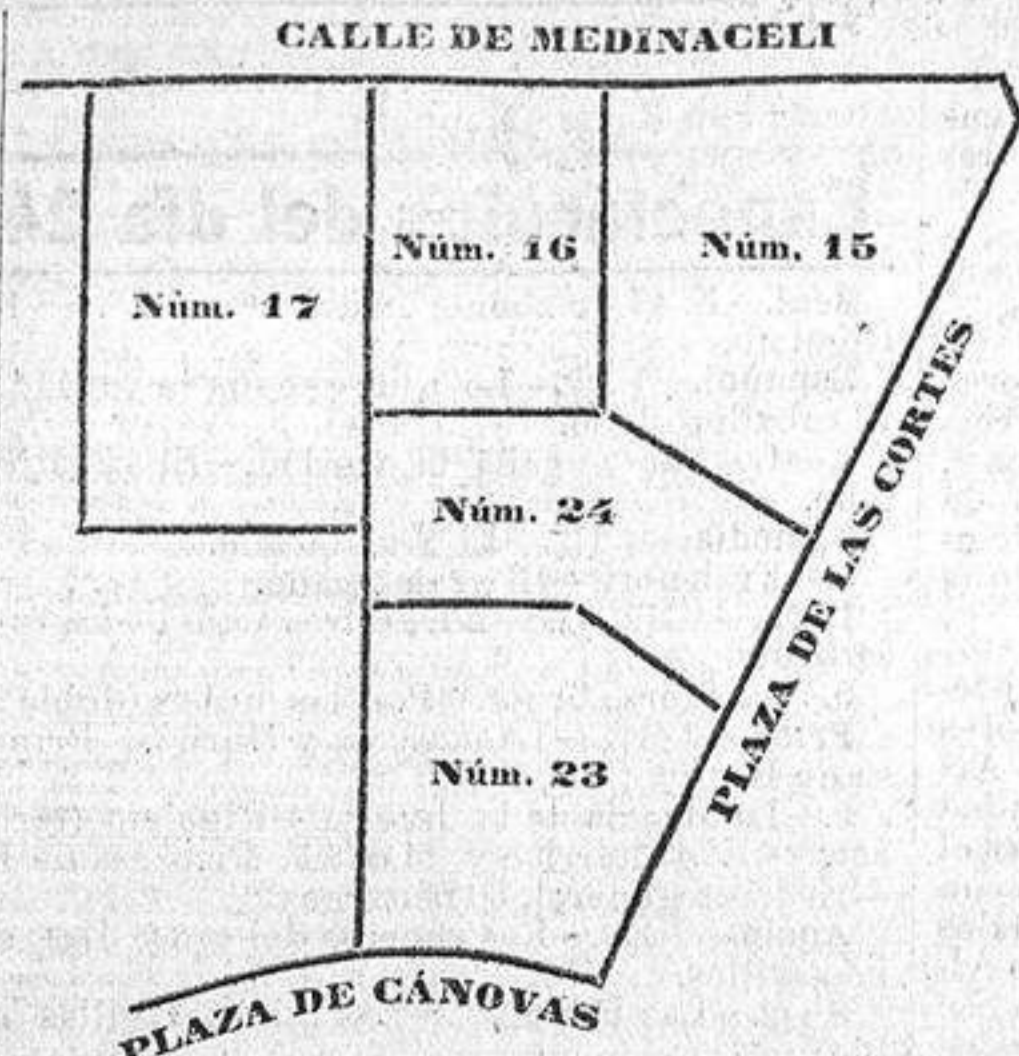 CALLE DE MEDINACELI
Núm. 16
Núm. 15
Núm. 17
Núm. 24
Núm. 23
PLAZA DE LAS CORTES
PLAZA DE CÁNOVAS